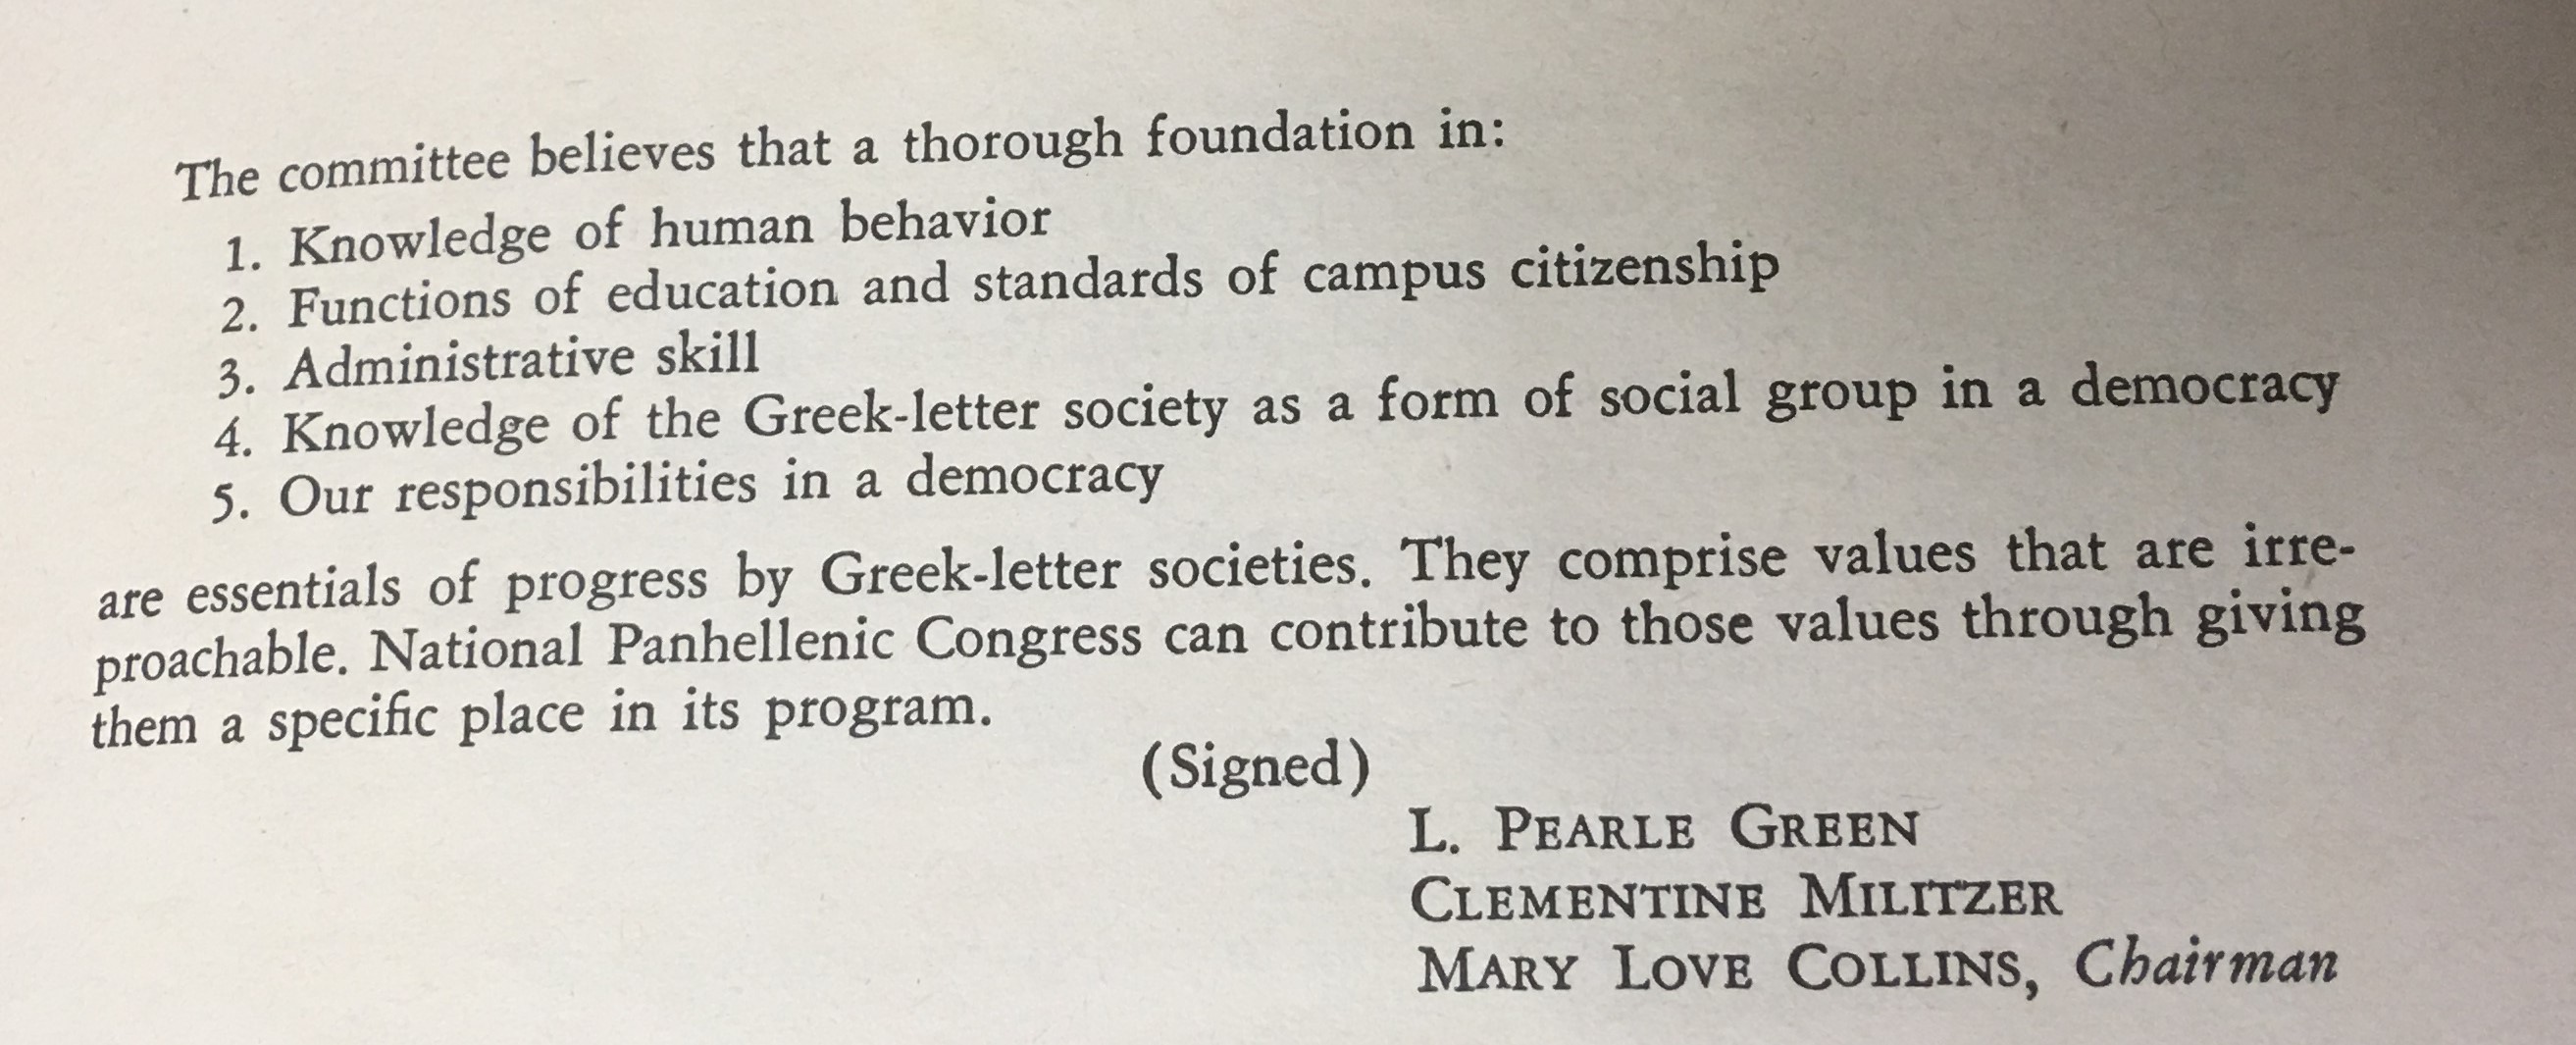 The committee believes that a thorough foundation in:
1. Knowledge of human behavior
2. Functions of education and standards of campus citizenship
3. Administrative skill
4. Knowledge of the Greek-letter society as a form of social group in a democracy
5. Our responsibilities in a democracy
are essentials of progress by Greek-letter societies. They comprise values that are irre-
proachable. National Panhellenic Congress can contribute to those values through giving
them a specific place in its program.
(Signed)
L. PEARLE GREEN
CLEMENTINE MILITZER
MARY LOVE COLLINS, Chairman